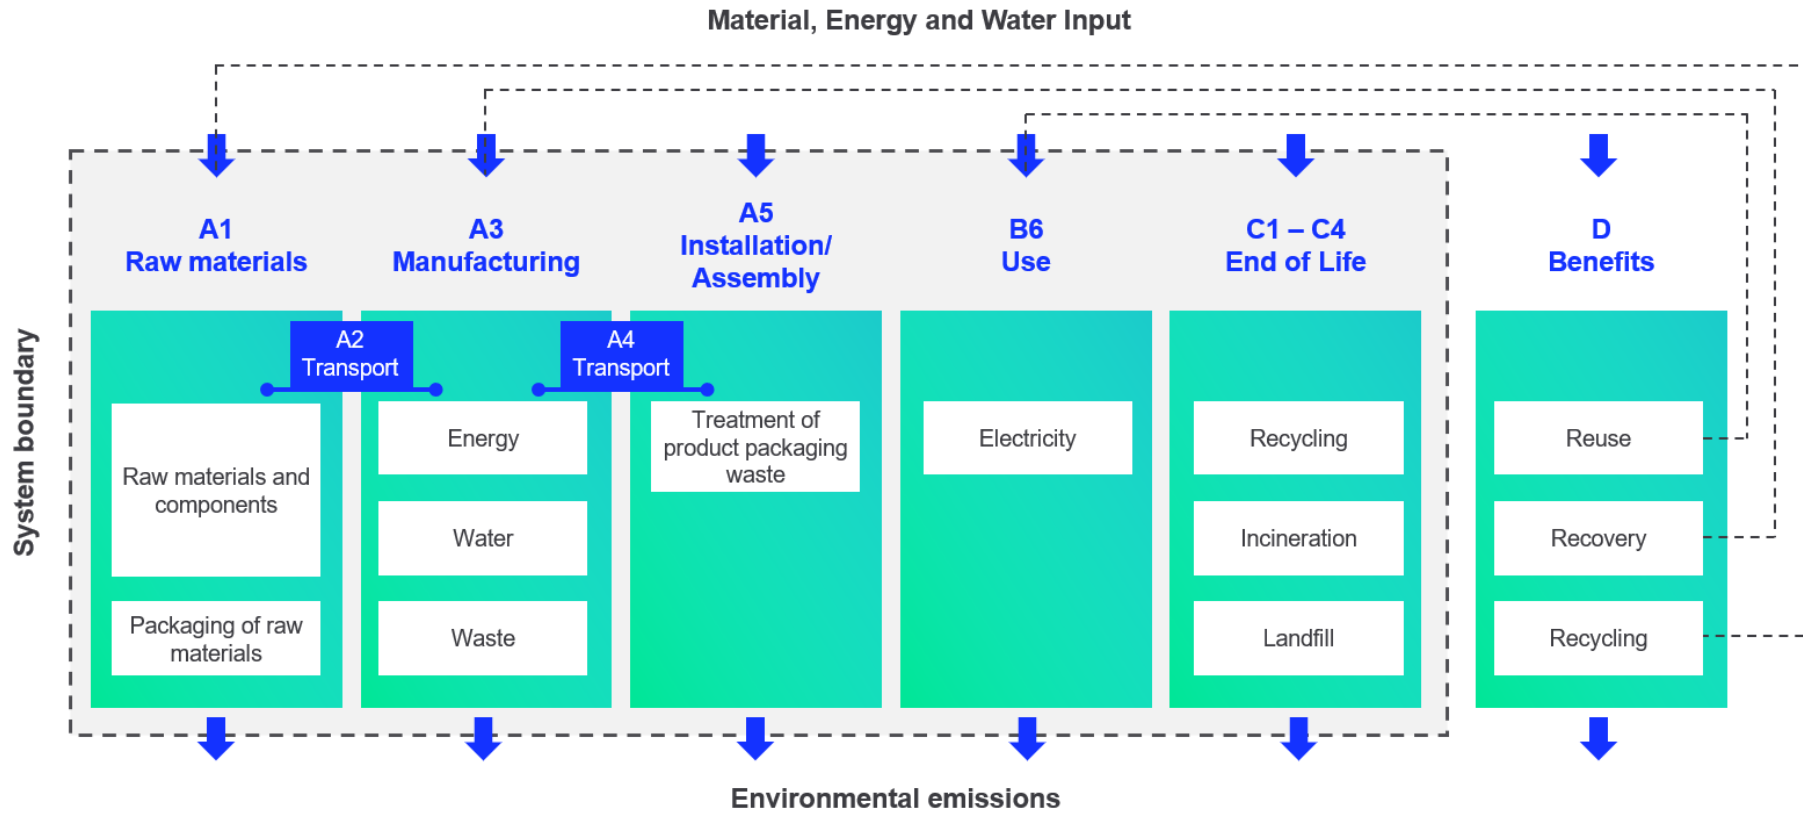 Material, Energy and Water Input
System boundary
A1
Raw materials
A3
Manufacturing
A5
Installation/
Assembly
B6
Use
C1 – C4
End of Life
D
Benefits
A2
Transport
A4
Transport
Raw materials and
components
Packaging of raw
materials
Energy
Water
Waste
Treatment of
product packaging
waste
Electricity
Recycling
Incineration
Landfill
Reuse
Recovery
Recycling
Environmental emissions